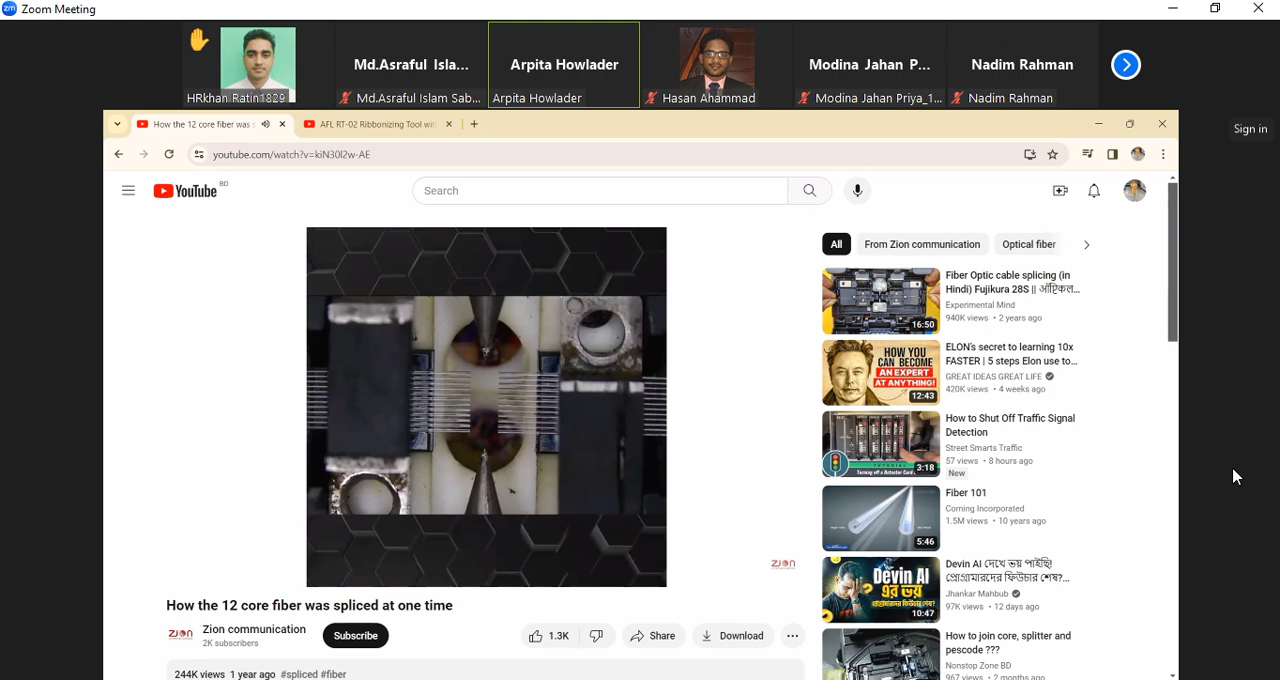 Zoom Meeting
Md.Asraful Isla...
Arpita Howlader
Modina Jahan P...
Nadim Rahman
HRkhan Ratin1829
Md.Asraful Islam Sab...
Arpita Howlader
Hasan Ahammad
Modina Jahan Priya_1...
Nadim Rahman
How the 12 core fiber was s
AFL RT-02 Ribbonizing Tool wit
Sign in
youtube.com/watch?v=kiN30l2w-AE
YouTube BD
Search
All
From Zion communication
Optical fiber
Fiber Optic cable splicing (in
Hindi) Fujikura 28S || ऑप्टिकल...
Experimental Mind
940K views • 2 years ago
16:50
HOW YOU
CAN BECOME
AN EXPERT
AT ANYTHING!
12:43
ELON's secret to learning 10x
FASTER | 5 steps Elon use to...
GREAT IDEAS GREAT LIFE
420K views • 4 weeks ago
TUTORIAL
3:18
How to Shut Off Traffic Signal
Detection
Street Smarts Traffic
57 views • 8 hours ago
New
5:46
Fiber 101
Corning Incorporated
1.5M views • 10 years ago
Devin AI
এর ভয়
10:47
Devin AI দেখে ভয় পাইছি!
প্রোগ্রামারদের ফিউচার শেষ?...
Jhankar Mahbub
97K views • 12 days ago
How to join core, splitter and
pescode ???
Nonstop Zone BD
967 views • 2 months ago
ZION
How the 12 core fiber was spliced at one time
ZION
Zion communication
2K subscribers
Subscribe
1.3K
Share
Download
244K views 1 year ago #spliced #fiber